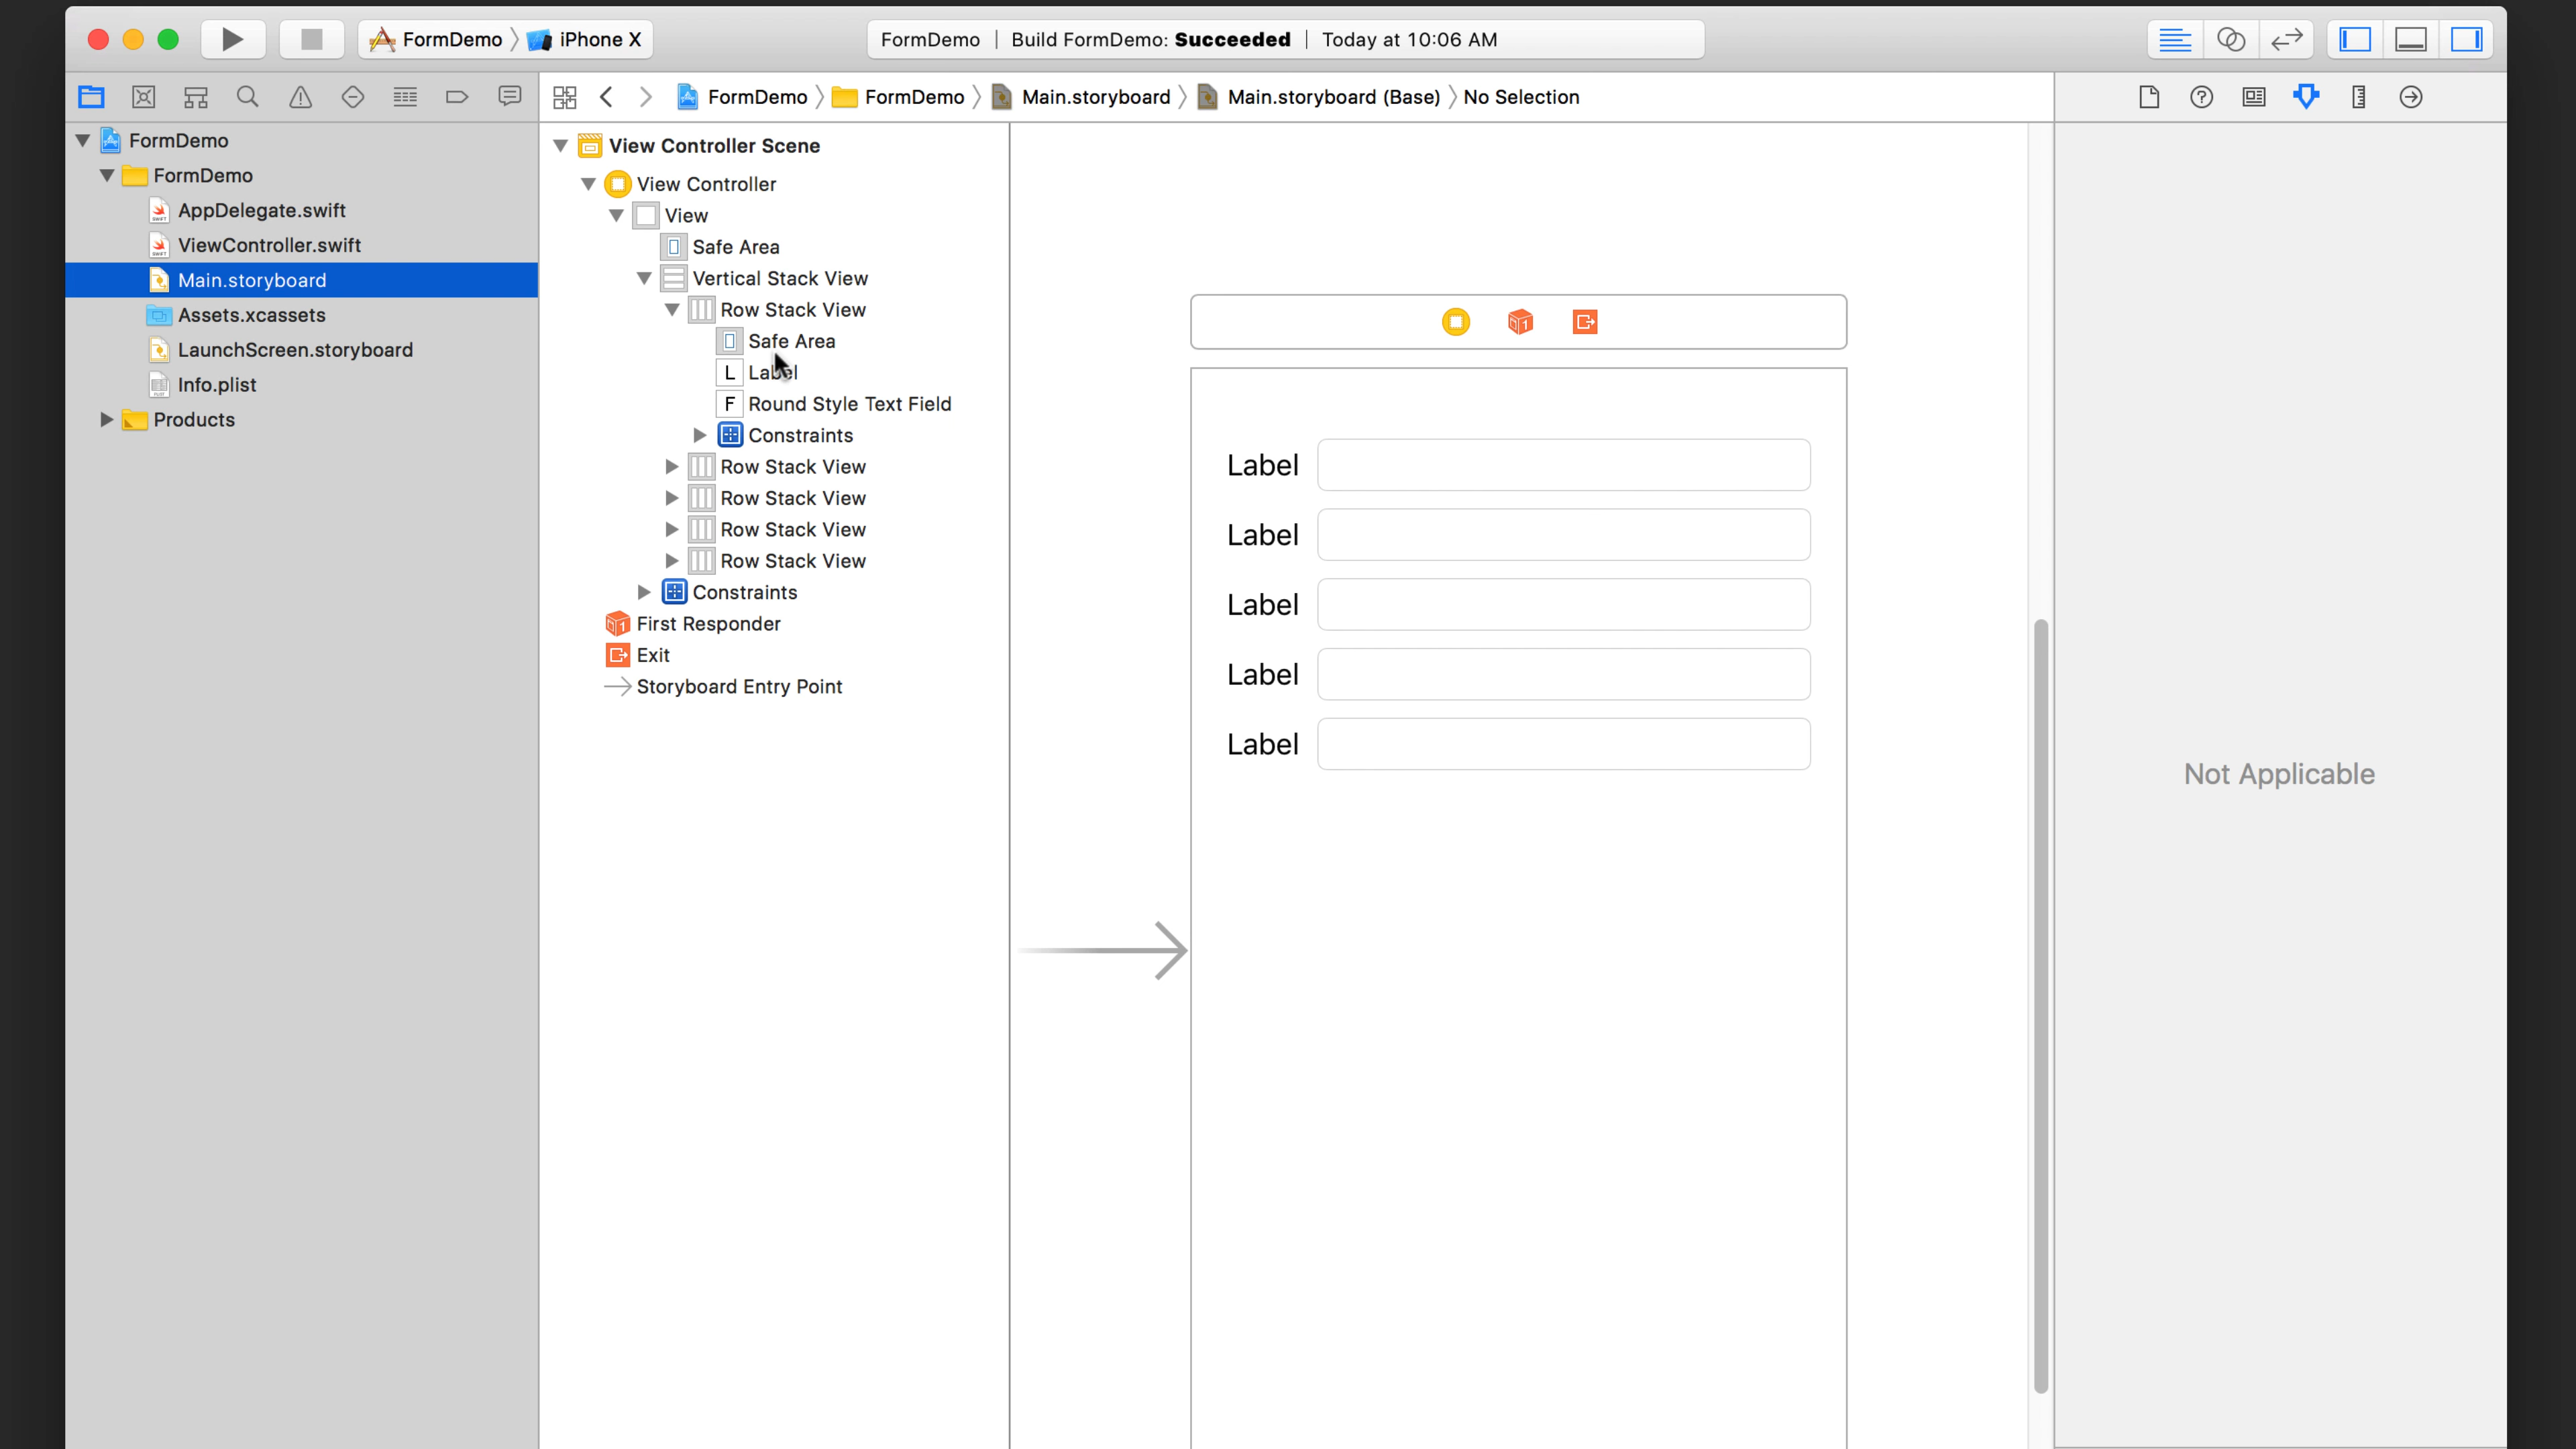 FormDemo iPhone X
FormDemo | Build FormDemo: Succeeded | Today at 10:06 AM
FormDemo FormDemo Main.storyboard Main.storyboard (Base) No Selection
FormDemo
FormDemo
AppDelegate.swift
ViewController.swift
Main.storyboard
Assets.xcassets
LaunchScreen.storyboard
Info.plist
Products
View Controller Scene
View Controller
View
Safe Area
Vertical Stack View
Row Stack View
Safe Area
L Label
F Round Style Text Field
Constraints
Row Stack View
Row Stack View
Row Stack View
Row Stack View
Constraints
First Responder
Exit
Storyboard Entry Point
Label
Label
Label
Label
Label
Not Applicable